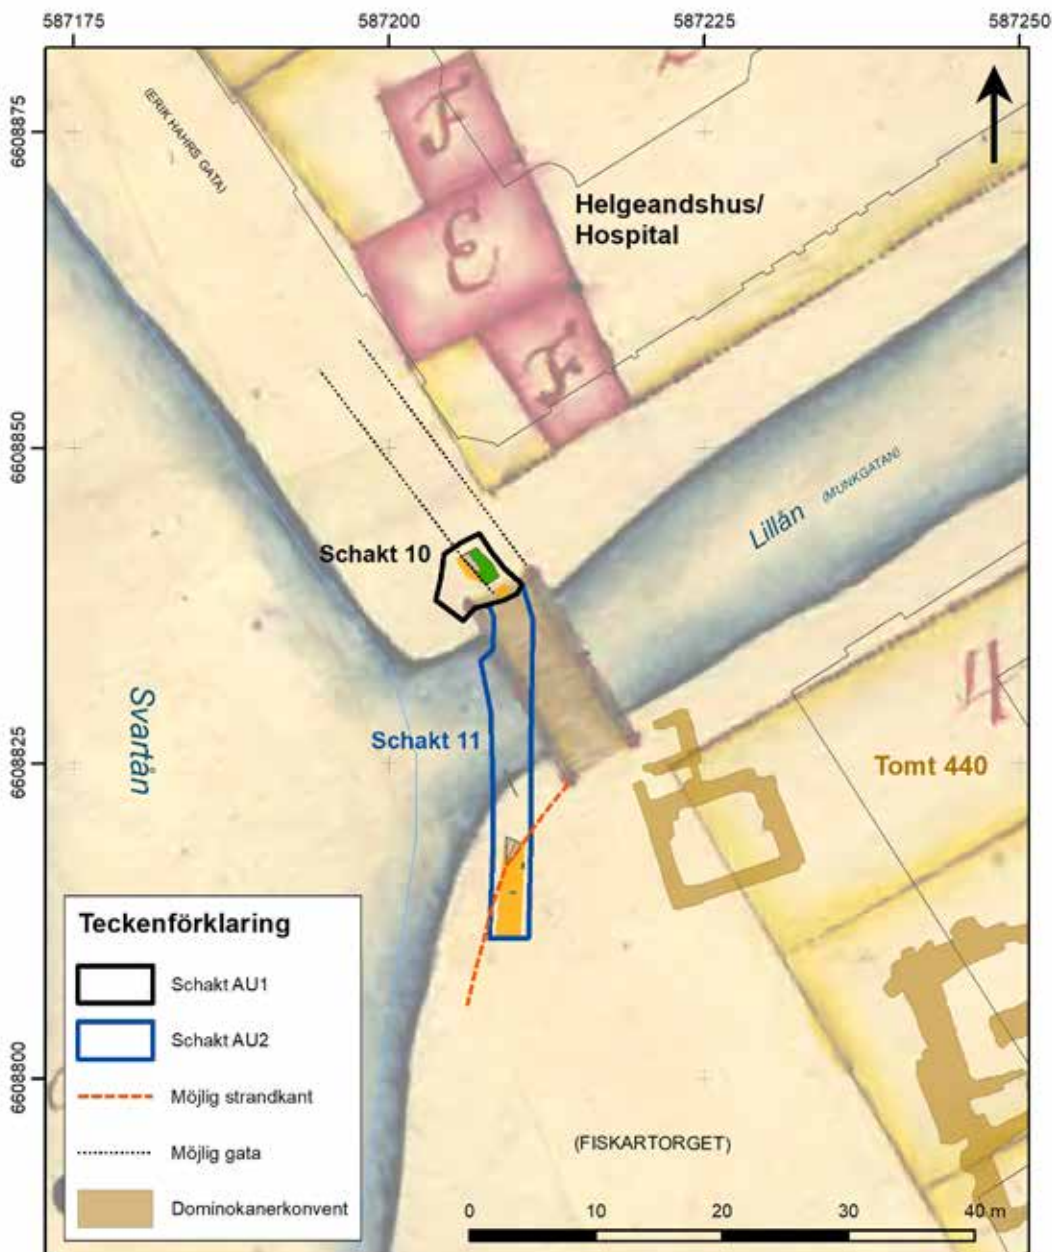 587175
587200
587225
587250
6608875
6608850
6608825
6608800
(ERIK HAHRS GATA)
F
E
F
Helgeandshus/
Hospital
Schakt 10
Lillån
(MUNKGATAN)
Svartån
Schakt 11
4
Tomt 440
Teckenförklaring
Schakt AU1
Schakt AU2
Möjlig strandkant
Möjlig gata
Dominokanerkonvent
(FISKARTORGET)
0
10
20
30
40 m